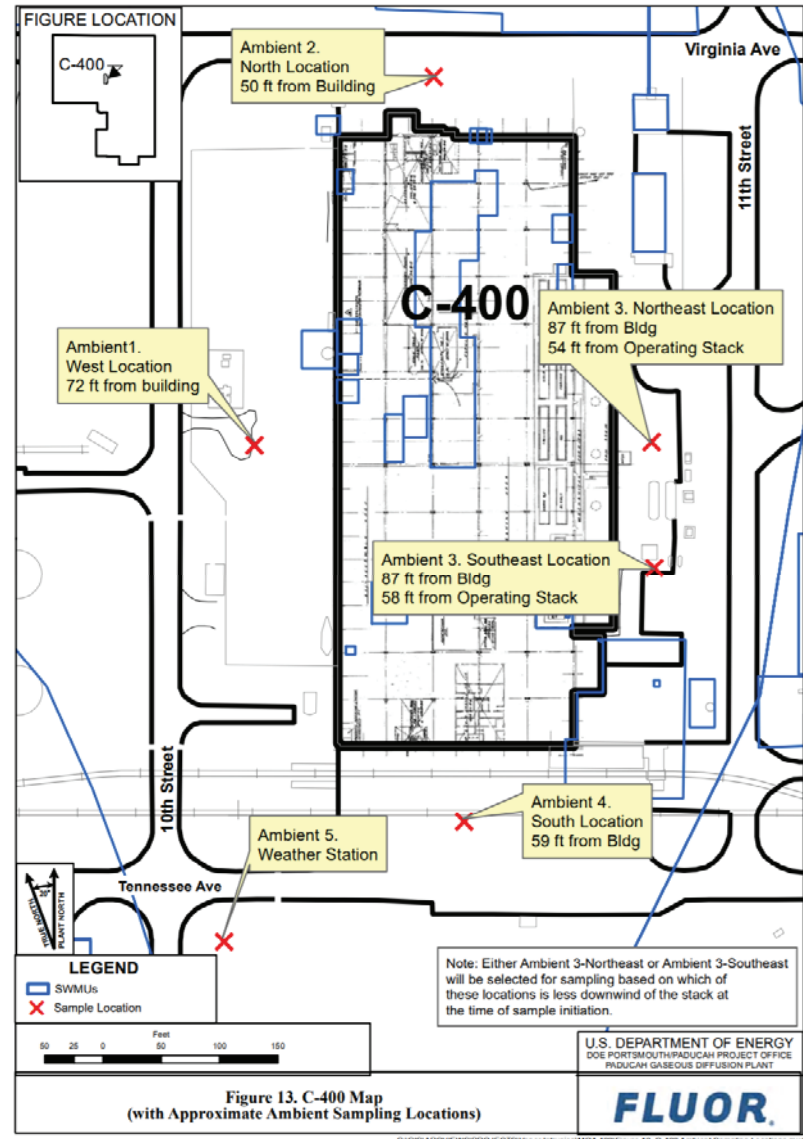 FIGURE LOCATION
C-400
Ambient 2.
North Location
50 ft from Building
Virginia Ave
11th Street
C-400
Ambient 3. Northeast Location
87 ft from Bldg
54 ft from Operating Stack
Ambient1.
West Location
72 ft from building
Ambient 3. Southeast Location
87 ft from Bldg
58 ft from Operating Stack
10th Street
Ambient 4.
South Location
59 ft from Bldg
Ambient 5.
Weather Station
Tennessee Ave
TRUE NORTH
20°
PLANT NORTH
LEGEND
SWMUs
Sample Location
Note: Either Ambient 3-Northeast or Ambient 3-Southeast
will be selected for sampling based on which of
these locations is less downwind of the stack at
the time of sample initiation.
Feet
50 25 0 50 100 150
U.S. DEPARTMENT OF ENERGY
DOE PORTSMOUTH/PADUCAH PROJECT OFFICE
PADUCAH GASEOUS DIFFUSION PLANT
Figure 13. C-400 Map
(with Approximate Ambient Sampling Locations)
FLUOR.